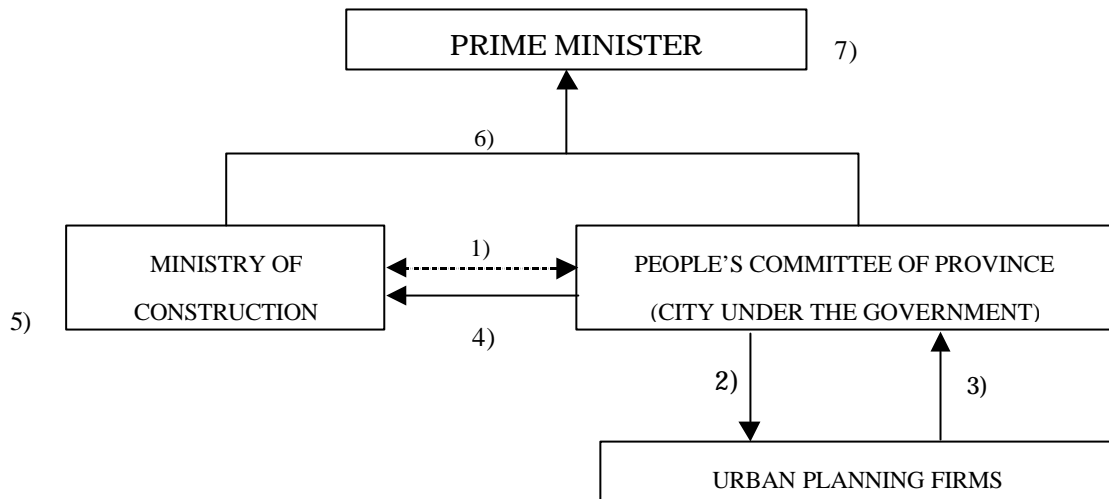 PRIME MINISTER
7)
6)
MINISTRY OF
CONSTRUCTION
1)
PEOPLE'S COMMITTEE OF PROVINCE
(CITY UNDER THE GOVERNMENT)
5)
4)
2)
3)
URBAN PLANNING FIRMS